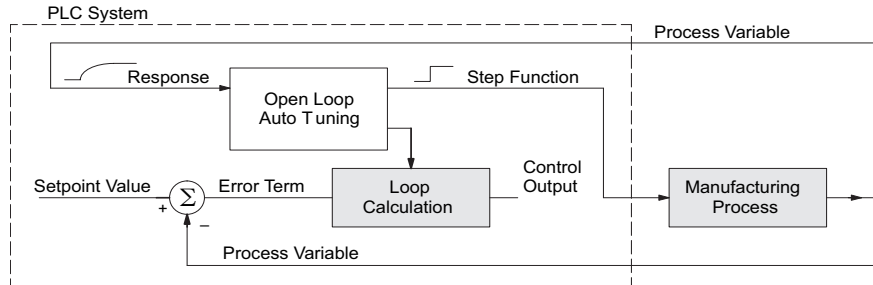 PLC System
Process Variable
Response
Step Function
Open Loop
Auto Tuning
Control
Output
Setpoint Value
Error Term
Loop
Calculation
Manufacturing
Process
Σ
+
–
Process Variable